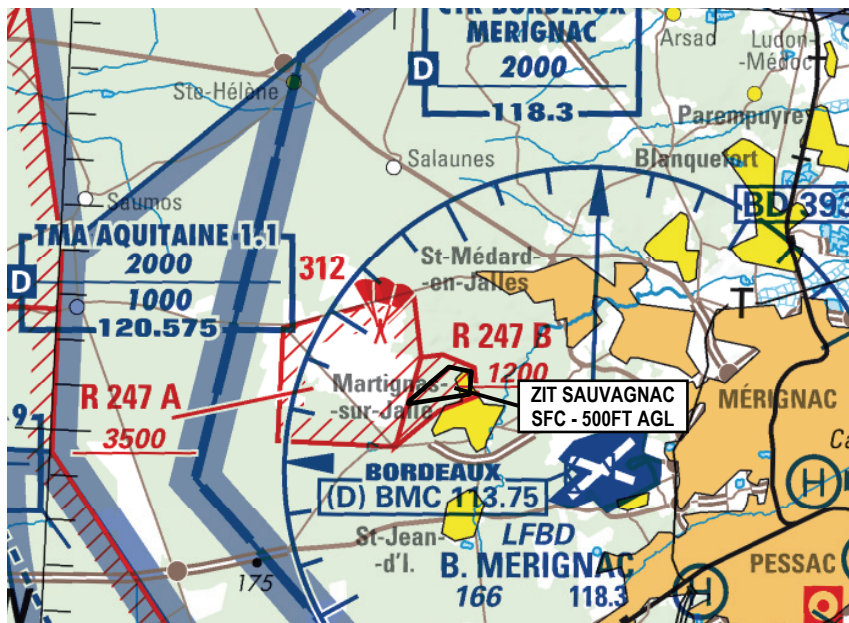 CTR BORDEAUX
MERIGNAC
D
2000
118.3
Arsac
Ludon-
-Médoc
Parempuyre
Blanquefort
Ste-Hélène
Salaunes
Saumos
BD 393
TMA AQUITAINE 1.1
D
2000
1000
120.575
312
St-Médard-
-en-Jalles
T
R 247 B
1200
R 247 A
3500
Martignas-
-sur-Jalle
ZIT SAUVAGNAC
SFC - 500FT AGL
MÉRIGNAC
9
BORDEAUX
(D) BMC 113.75
H
St-Jean-
-d'I.
LFBD
B. MERIGNAC
166
118.3
175
PESSAC
H